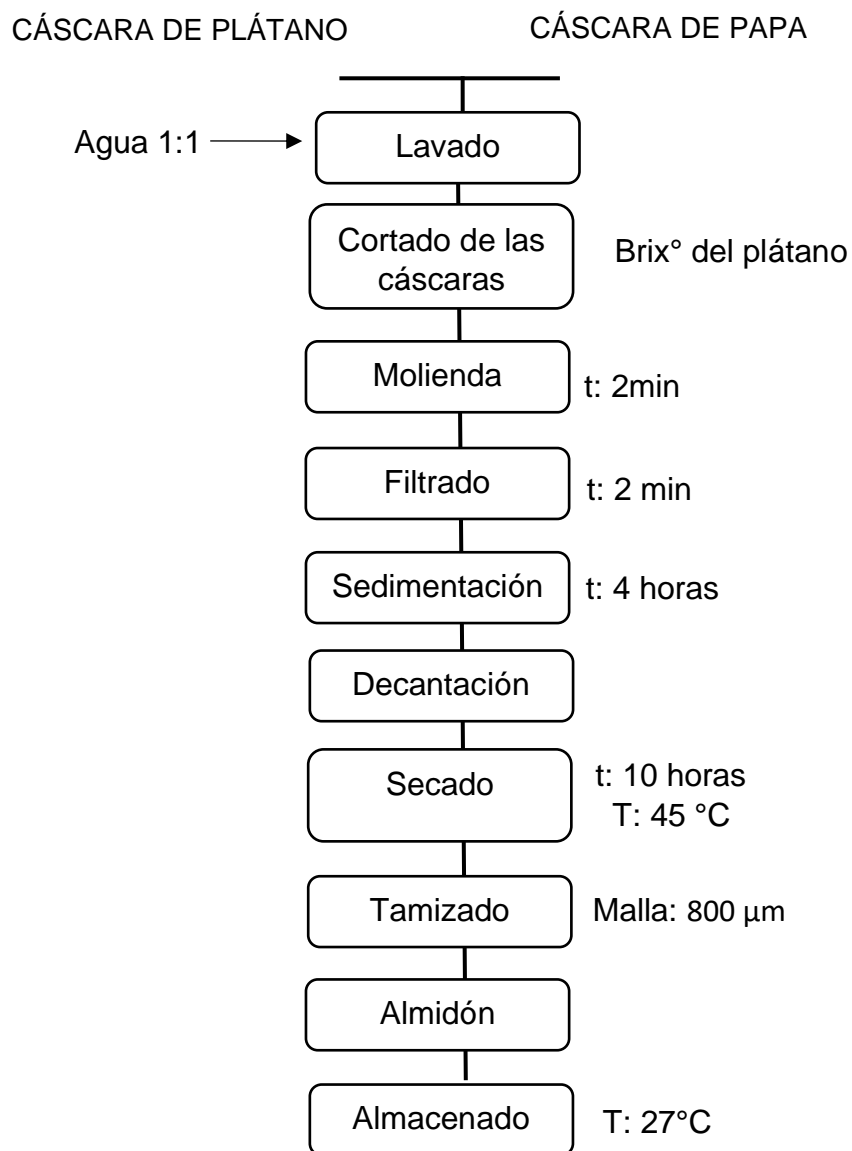 CÁSCARA DE PLÁTANO
CÁSCARA DE PAPA
Agua 1:1
Lavado
Cortado de las
cáscaras
Brix° del plátano
Molienda
t: 2min
Filtrado
t: 2 min
Sedimentación
t: 4 horas
Decantación
Secado
t: 10 horas
T: 45 °C
Tamizado
Malla: 800 µm
Almidón
Almacenado
T: 27°C